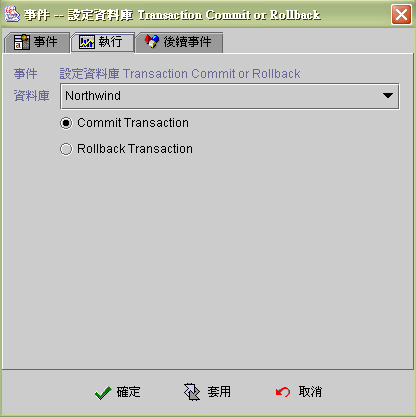 事件 -- 設定資料庫 Transaction Commit or Rollback
事件 執行 後續事件
事件 設定資料庫 Transaction Commit or Rollback
資料庫 Northwind
Commit Transaction
Rollback Transaction
確定 套用 取消